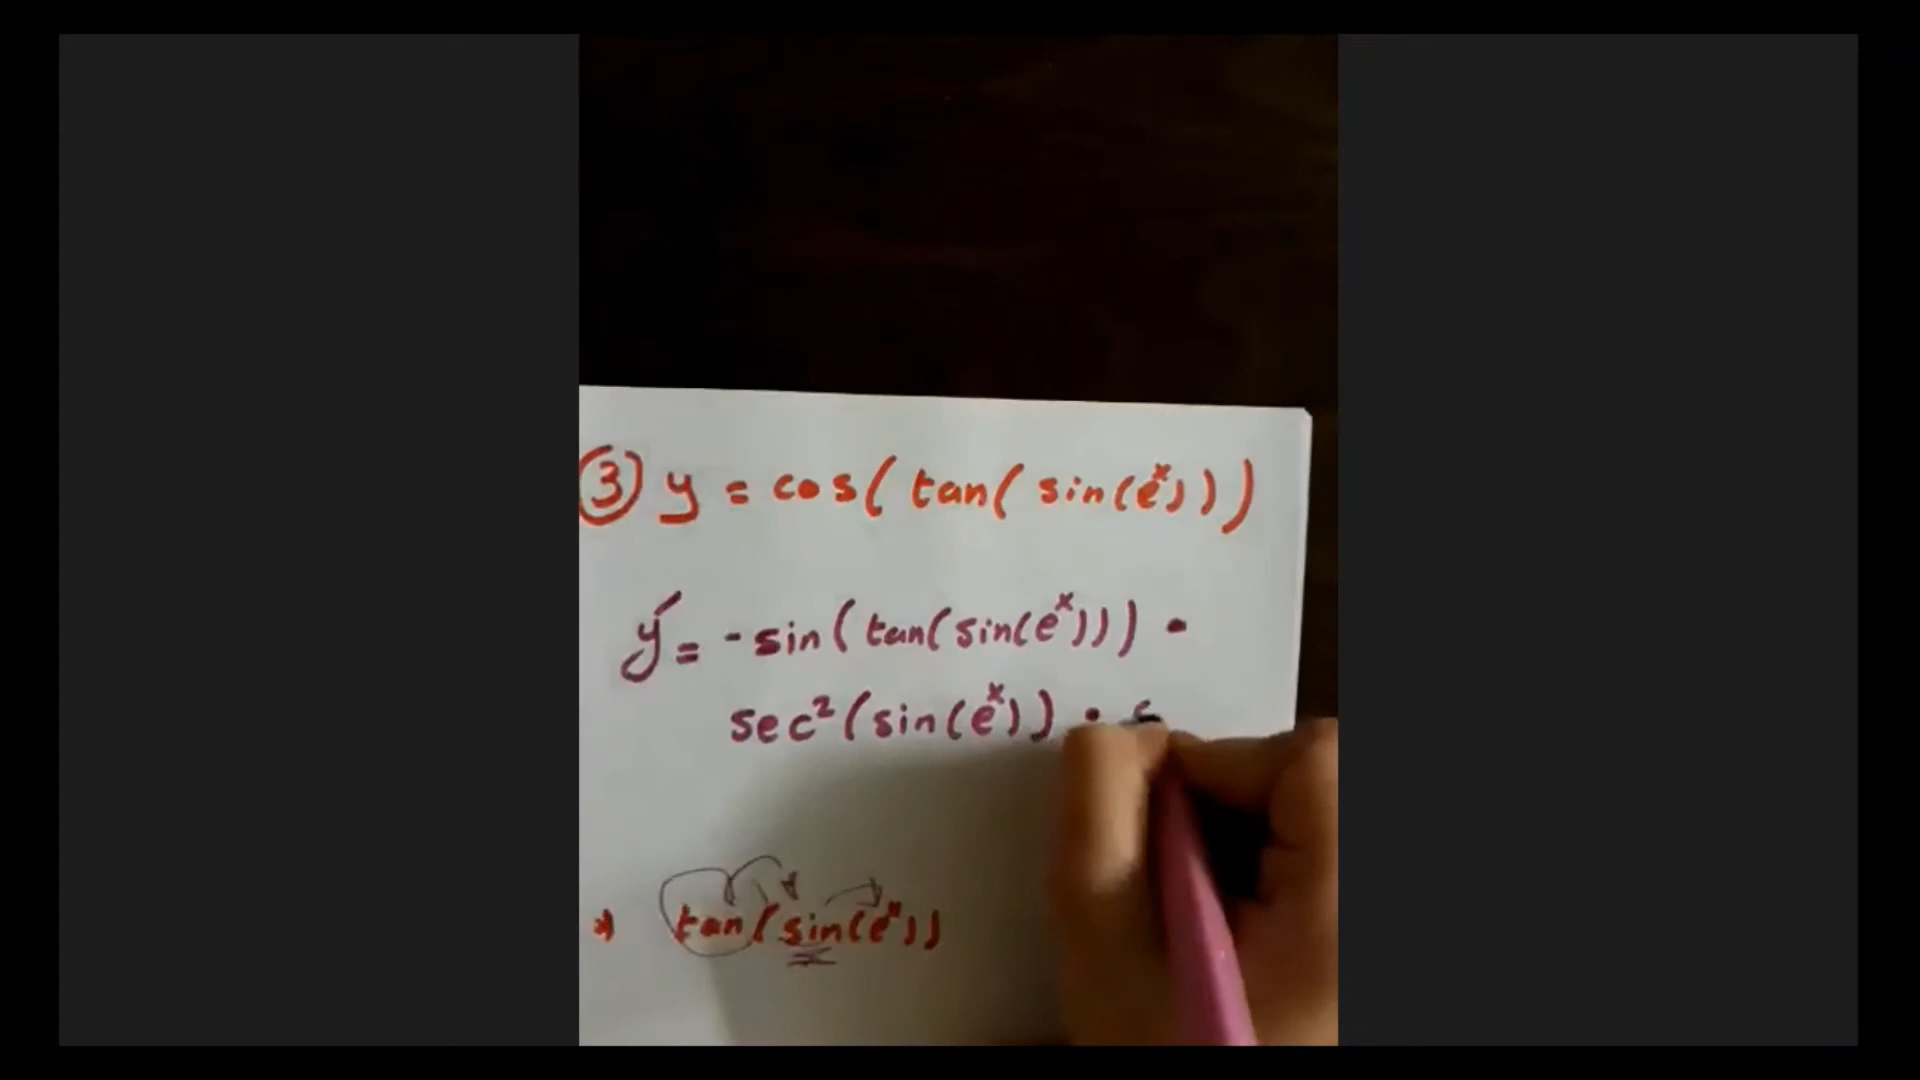 ③ y = cos(tan(sin(eˣ)))
y' = -sin(tan(sin(eˣ))) •
sec²(sin(eˣ)) •
tan(sin(eˣ))